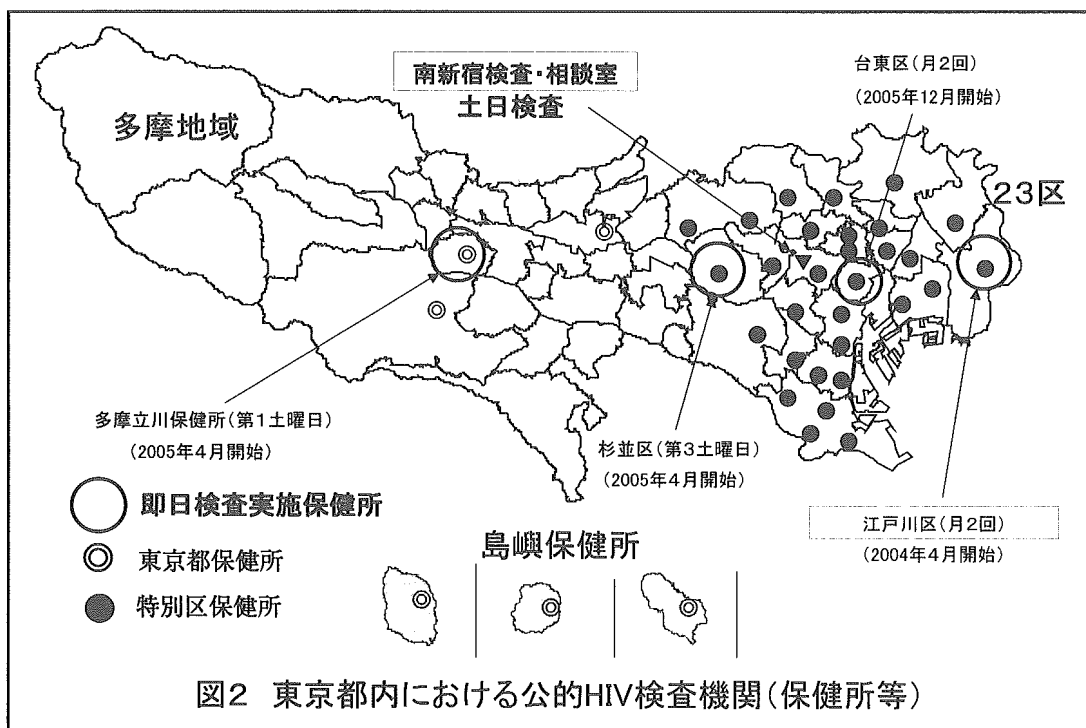 南新宿検査・相談室
土日検査
台東区(月2回)
(2005年12月開始)
多摩地域
23区
多摩立川保健所(第1土曜日)
(2005年4月開始)
杉並区(第3土曜日)
(2005年4月開始)
江戸川区(月2回)
(2004年4月開始)
即日検査実施保健所
東京都保健所
特別区保健所
島嶼保健所
図2 東京都内における公的HIV検査機関(保健所等)